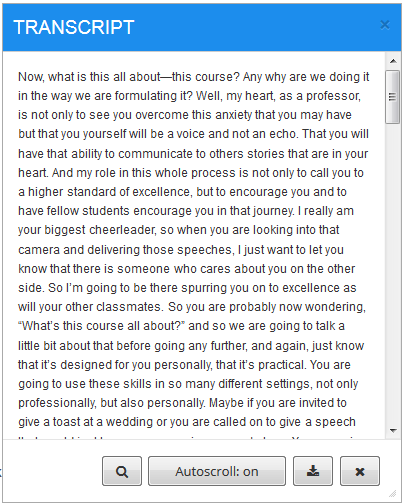 TRANSCRIPT
Now, what is this all about—this course? Any why are we doing it
in the way we are formulating it? Well, my heart, as a professor,
is not only to see you overcome this anxiety that you may have
but that you yourself will be a voice and not an echo. That you will
have that ability to communicate to others stories that are in your
heart. And my role in this whole process is not only to call you to
a higher standard of excellence, but to encourage you and to
have fellow students encourage you in that journey. I really am
your biggest cheerleader, so when you are looking into that
camera and delivering those speeches, I just want to let you
know that there is someone who cares about you on the other
side. So I'm going to be there spurring you on to excellence as
will your other classmates. So you are probably now wondering,
“What's this course all about?” and so we are going to talk a
little bit about that before going any further, and again, just know
that it's designed for you personally, that it's practical. You are
going to use these skills in so many different settings, not only
professionally, but also personally. Maybe if you are invited to
give a toast at a wedding or you are called on to give a speech
Autoscroll: on